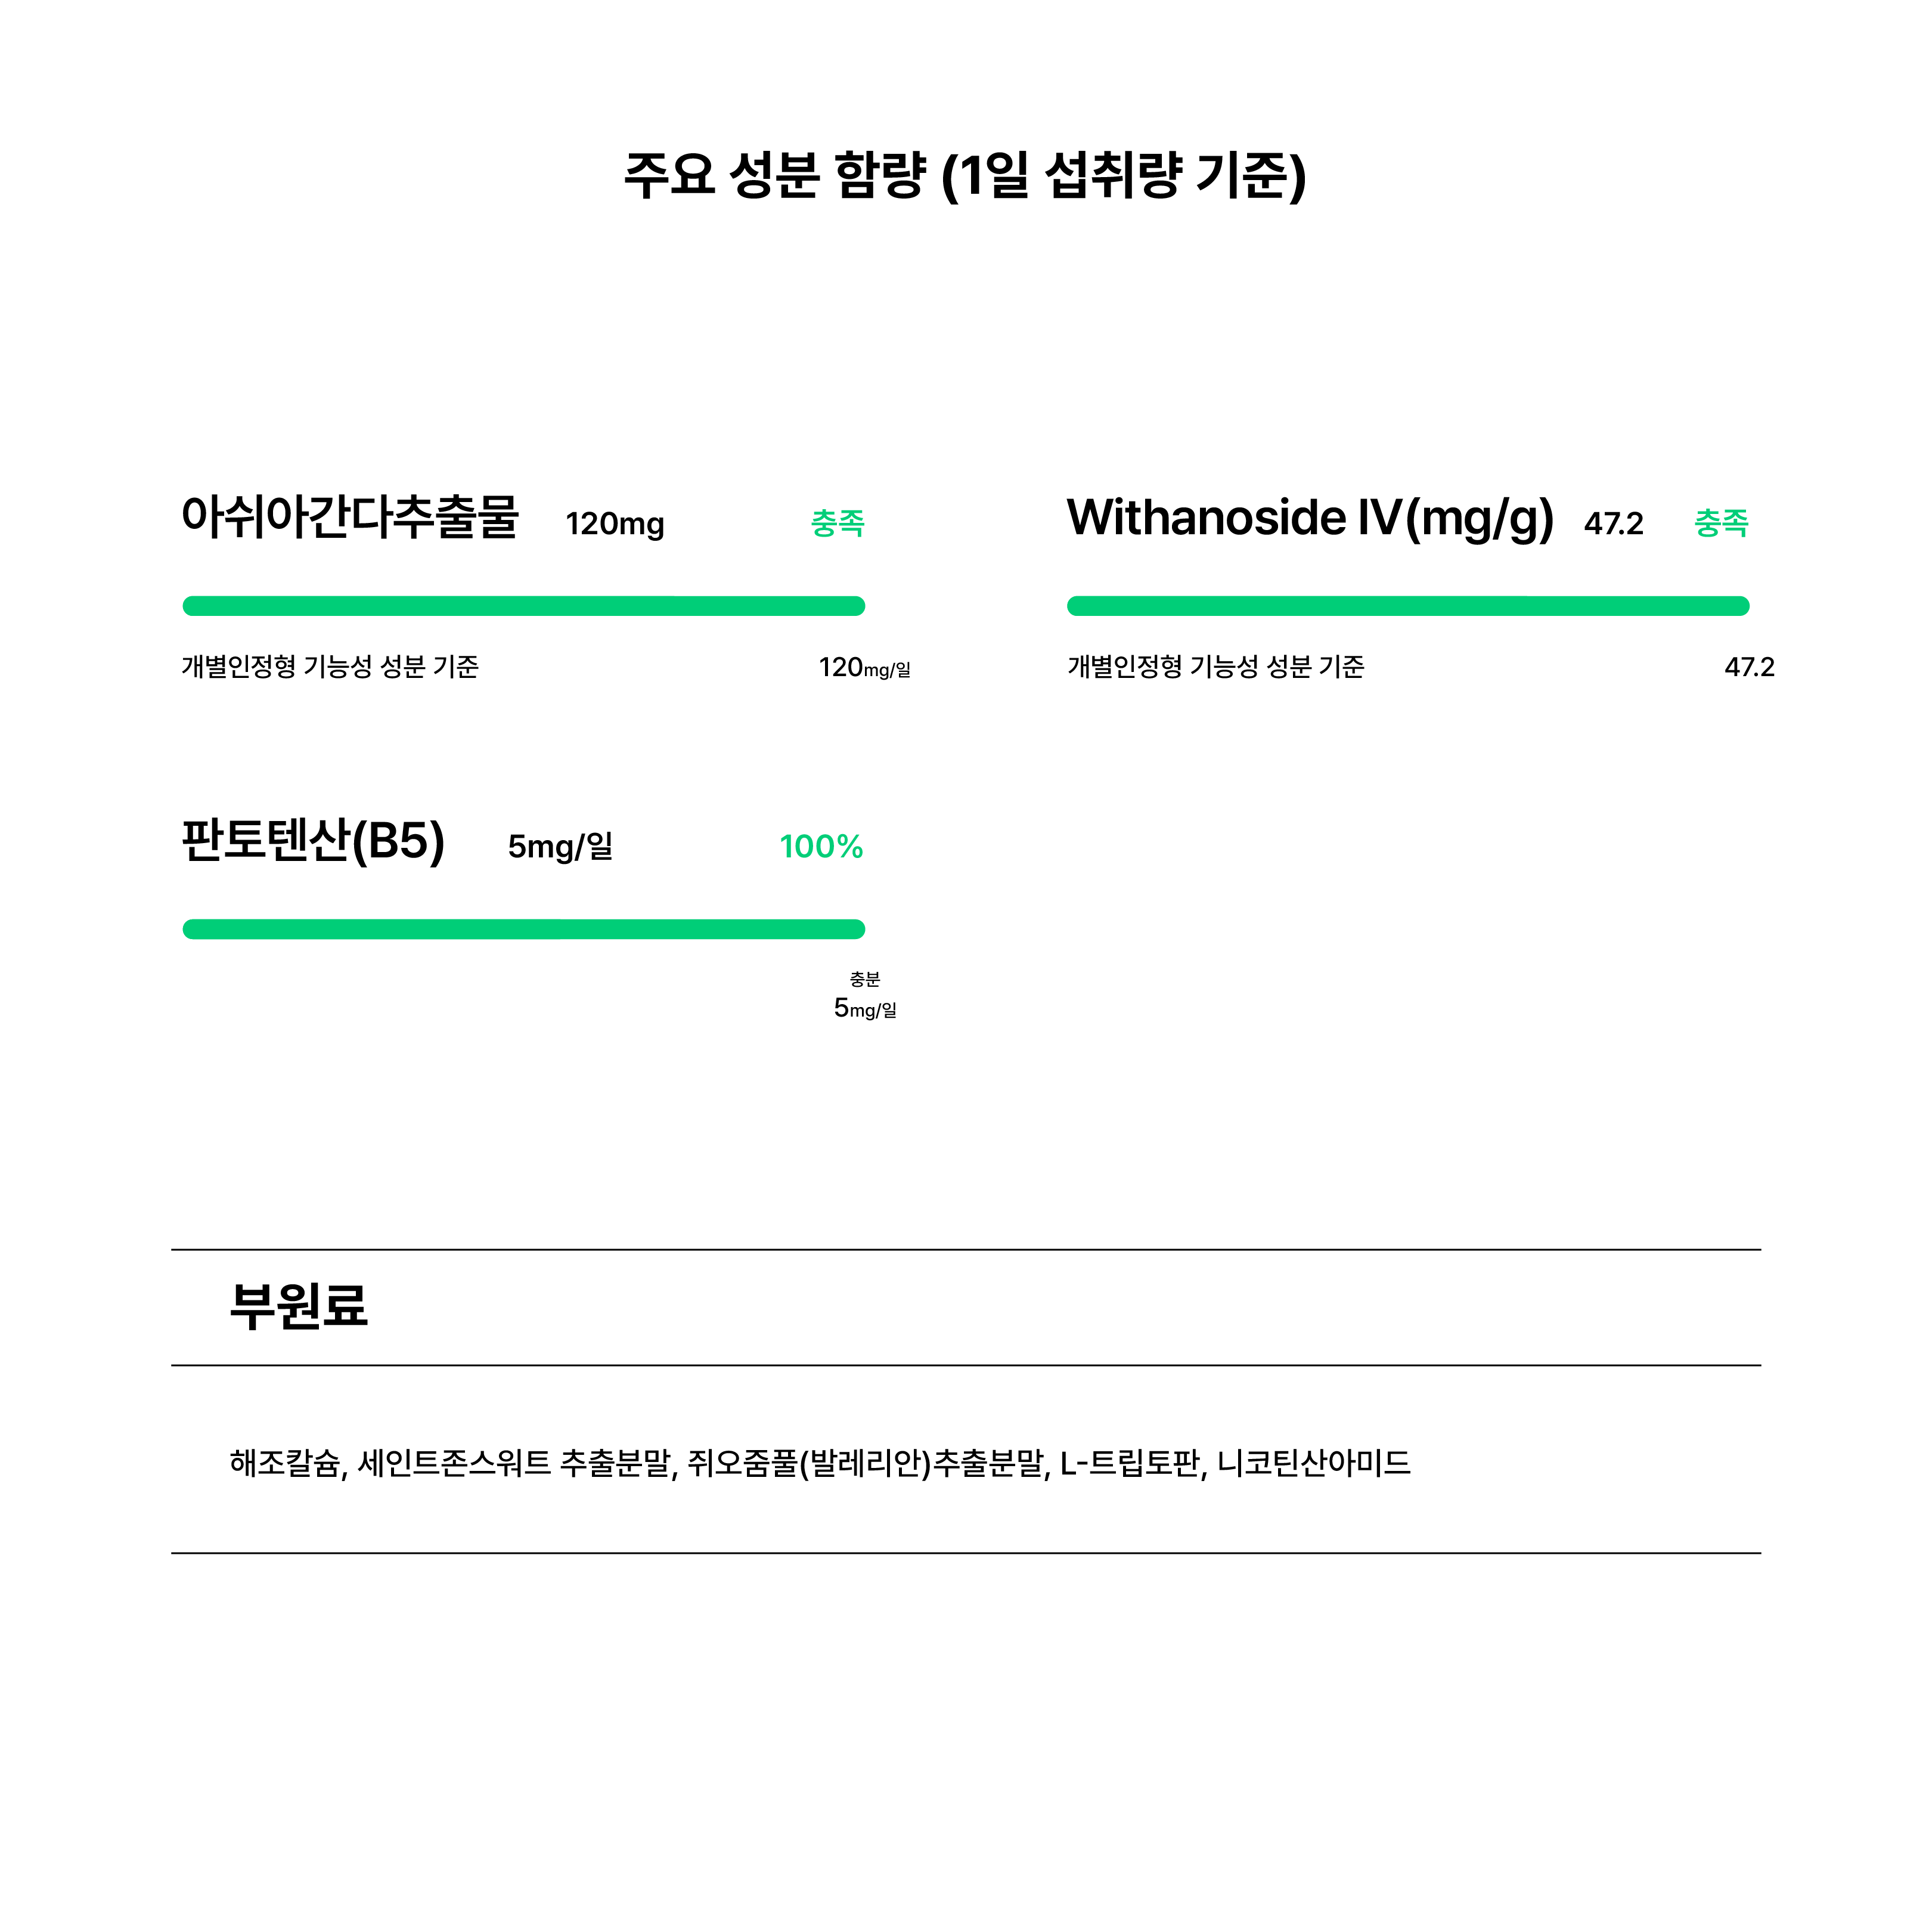 주요 성분 함량 (1일 섭취량 기준)
아쉬아간다추출물 120mg 충족
개별인정형 기능성 성분 기준 120mg/일
Withanoside IV(mg/g) 47.2 충족
개별인정형 기능성 성분 기준 47.2
판토텐산(B5) 5mg/일 100%
충분
5mg/일
부원료
해조칼슘, 세인트존스워트 추출분말, 쥐오줌풀(발레리안)추출분말, L-트립토판, 니코틴산아미드